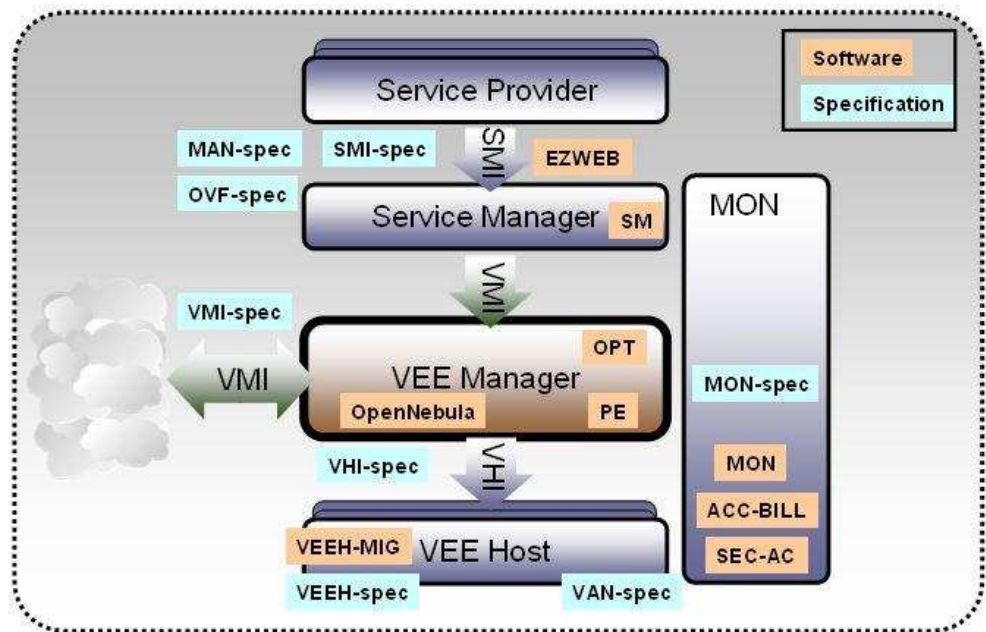 Service Provider
Software
Specification
MAN-spec
SMI-spec
SMI
EZWEB
OVF-spec
Service Manager
SM
MON
VMI
VMI-spec
VMI
OPT
VEE Manager
OpenNebula
PE
MON-spec
VHI-spec
VHI
MON
ACC-BILL
SEC-AC
VEEH-MIG
VEE Host
VEEH-spec
VAN-spec